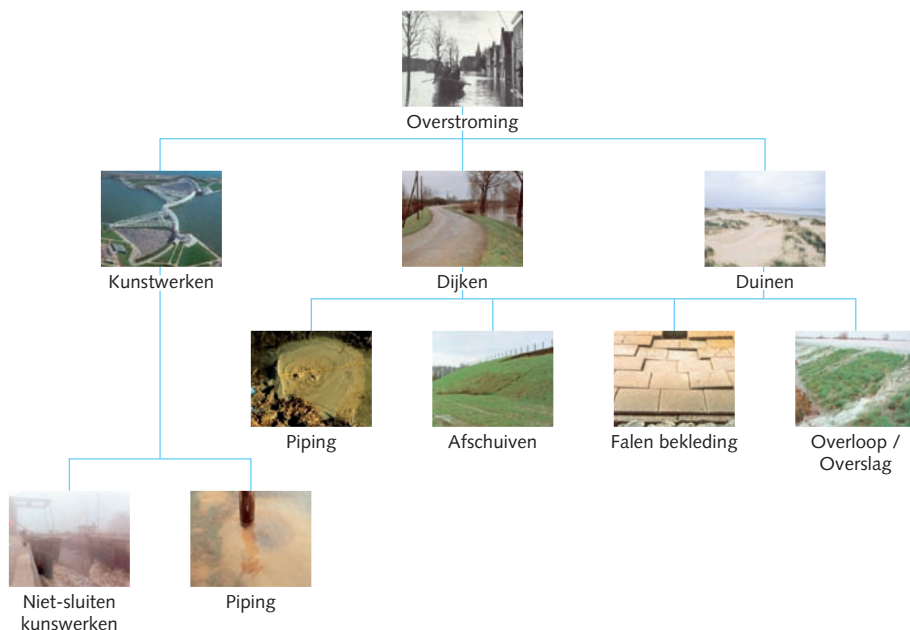 Overstroming
Kunstwerken
Dijken
Duinen
Piping
Afschuiven
Falen bekleding
Overloop /
Overslag
Niet-sluiten
kunswerken
Piping